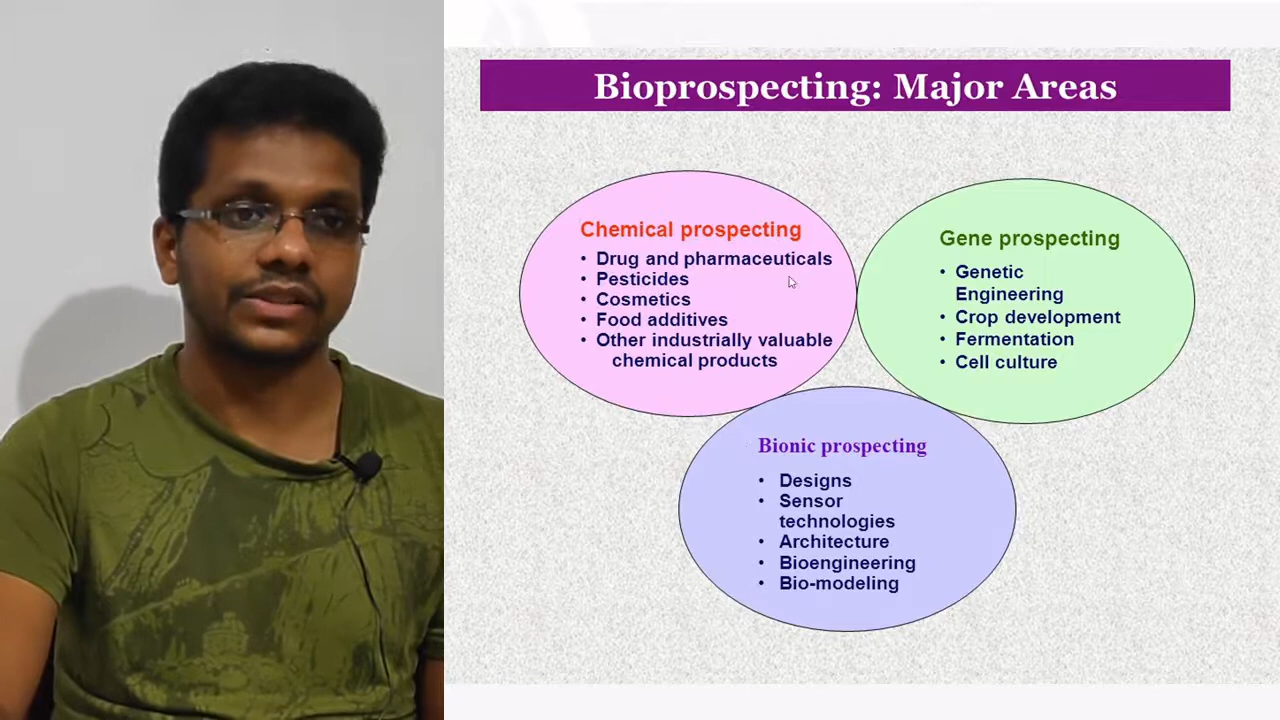 Bioprospecting: Major Areas
Chemical prospecting
• Drug and pharmaceuticals
• Pesticides
• Cosmetics
• Food additives
• Other industrially valuable
chemical products
Gene prospecting
• Genetic
Engineering
• Crop development
• Fermentation
• Cell culture
Bionic prospecting
• Designs
• Sensor
technologies
• Architecture
• Bioengineering
• Bio-modeling